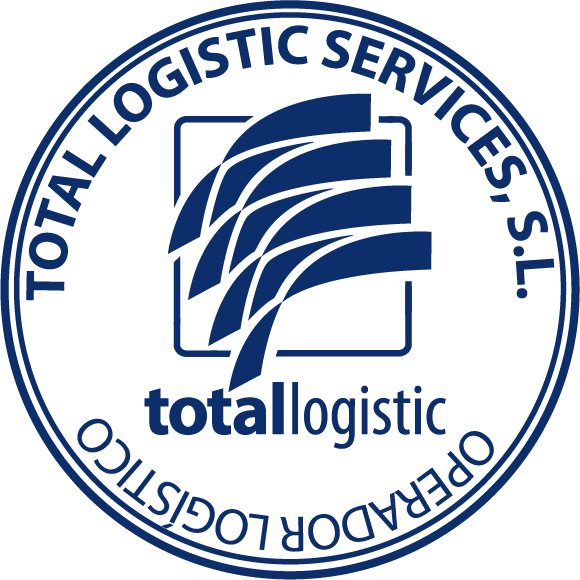 TOTAL LOGISTIC SERVICES, S.L.
totallogistic
OPERADOR LOGÍSTICO